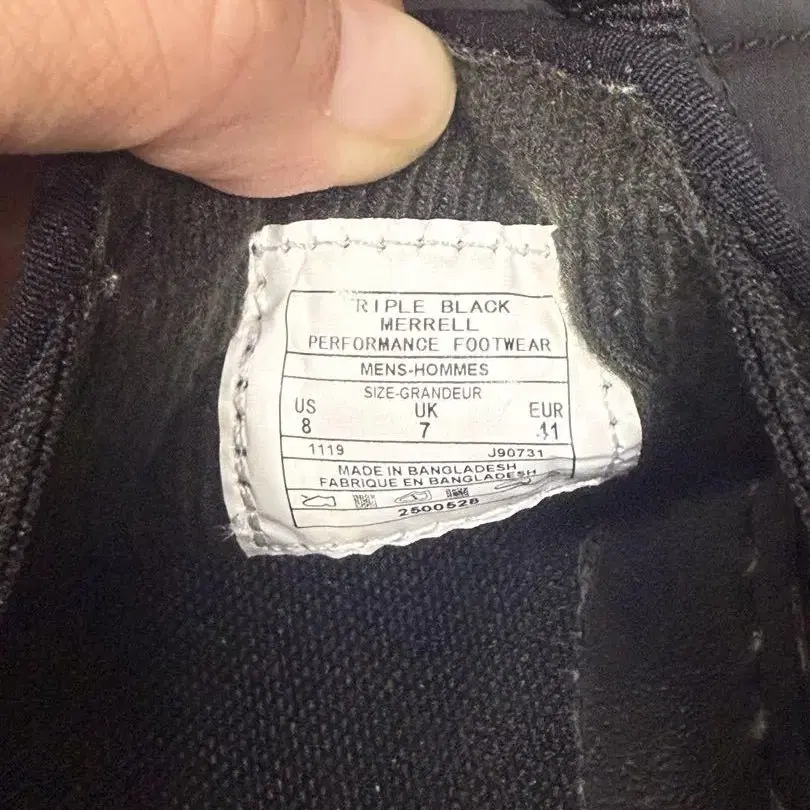 TRIPLE BLACK
MERRELL
PERFORMANCE FOOTWEAR
MENS-HOMMES
SIZE-GRANDEUR
US UK EUR
8 7 41
1119 J90731
MADE IN BANGLADESH
FABRIQUE EN BANGLADESH
2500528